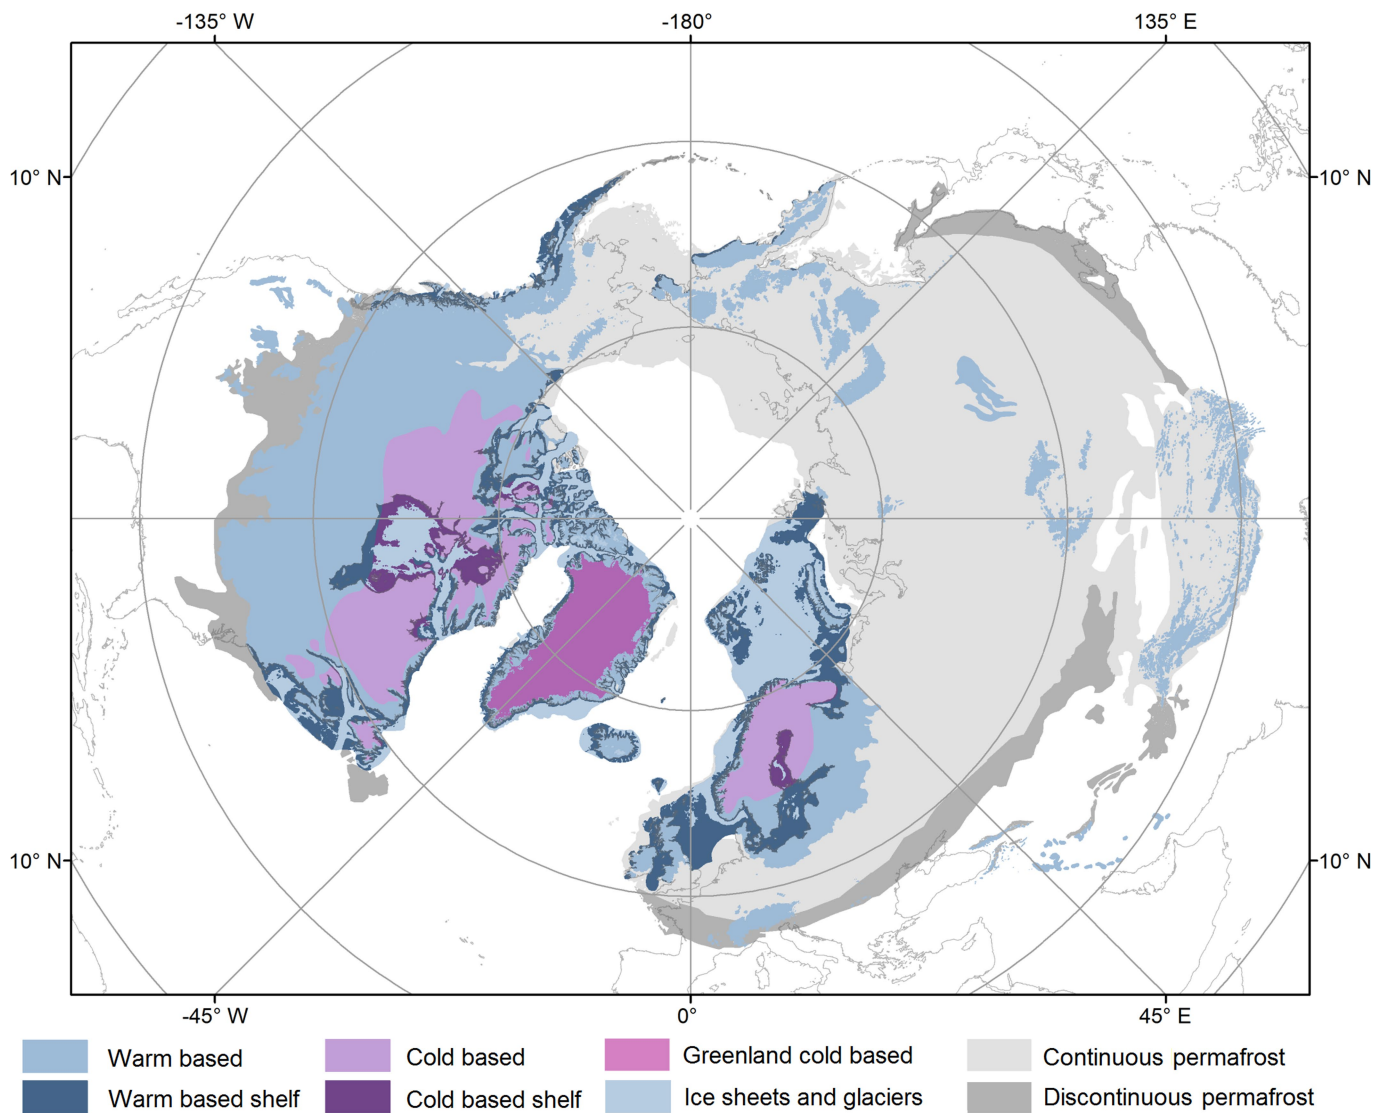 -135° W -180° 135° E
10° N 10° N
10° N 10° N
-45° W 0° 45° E
Warm based Cold based Greenland cold based Continuous permafrost
Warm based shelf Cold based shelf Ice sheets and glaciers Discontinuous permafrost